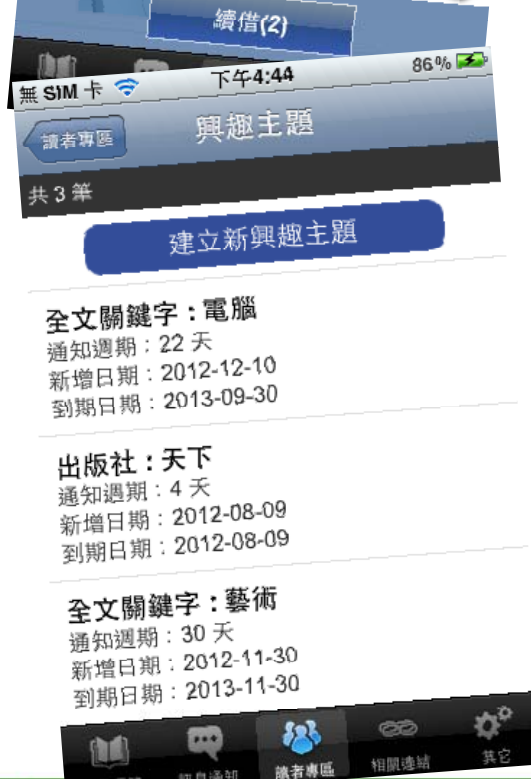 續借(2)
無 SIM 卡 下午4:44 86%
讀者專區 興趣主題
共 3 筆
建立新興趣主題
全文關鍵字：電腦
通知週期：22 天
新增日期：2012-12-10
到期日期：2013-09-30
出版社：天下
通知週期：4 天
新增日期：2012-08-09
到期日期：2012-08-09
全文關鍵字：藝術
通知週期：30 天
新增日期：2012-11-30
到期日期：2013-11-30
訊息通知 讀者專區 相關連結 其它